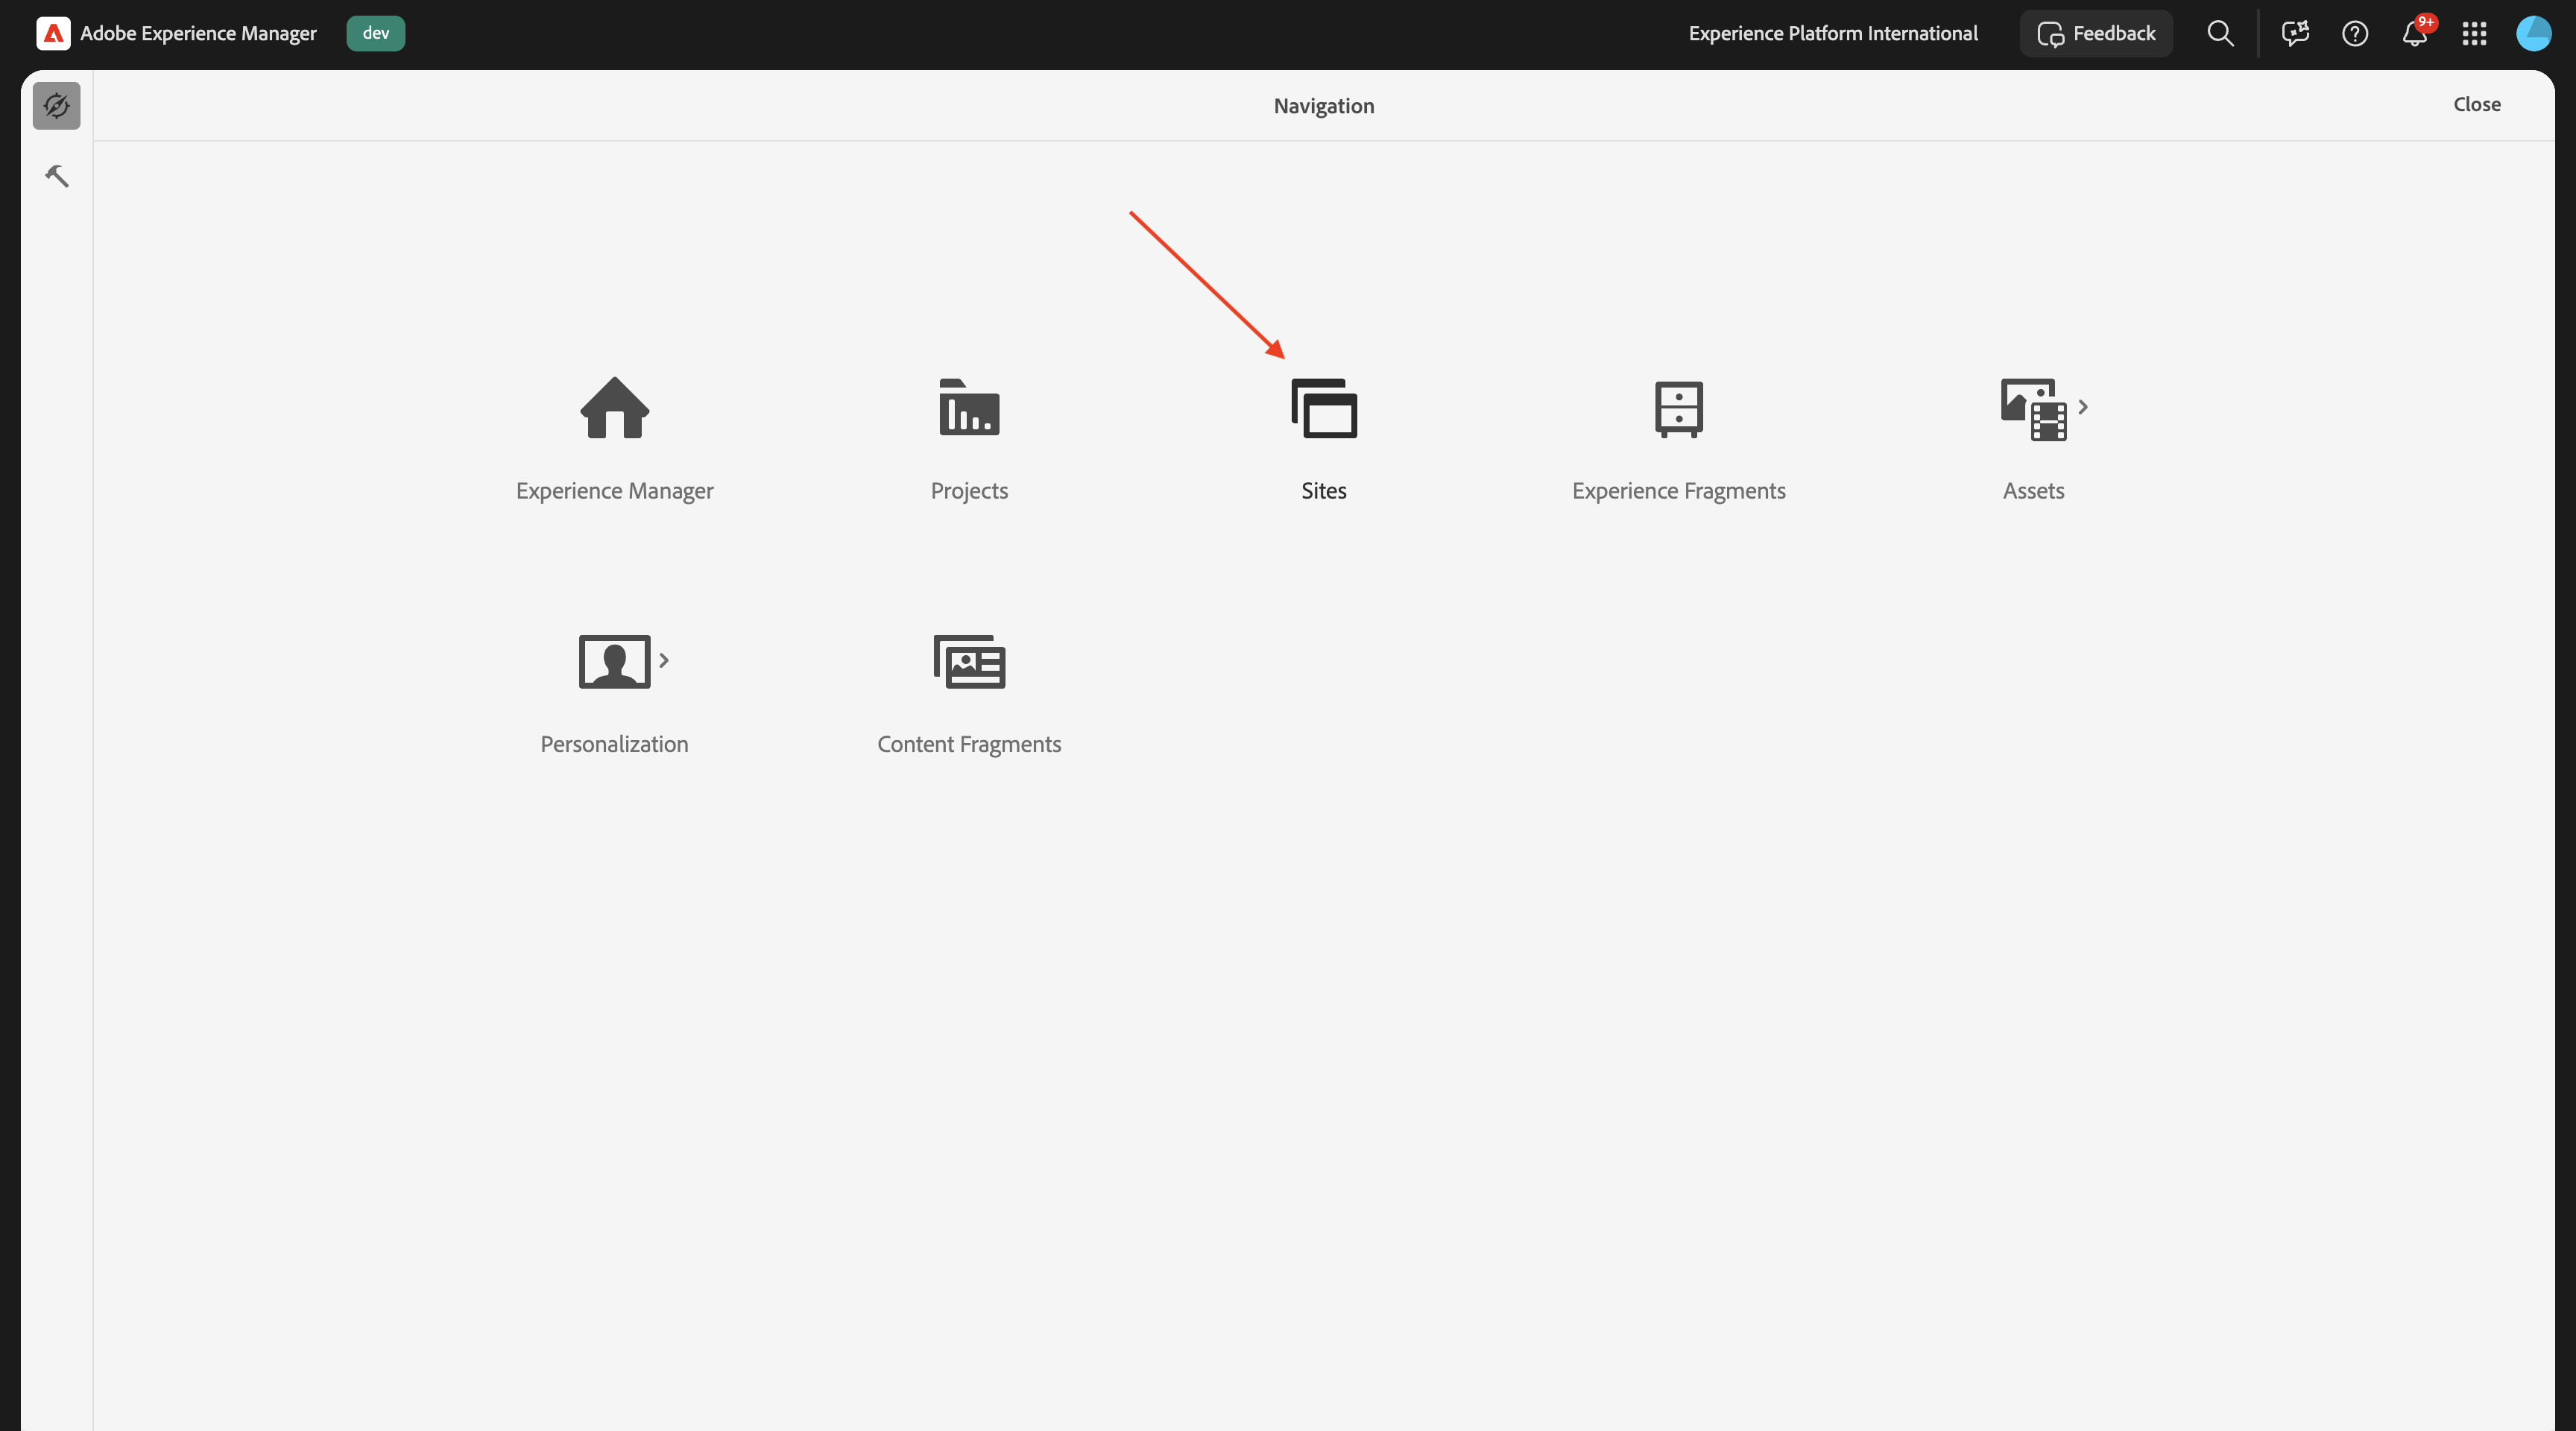 Adobe Experience Manager dev Experience Platform International Feedback 9+
Navigation Close
Experience Manager Projects Sites Experience Fragments Assets
Personalization Content Fragments